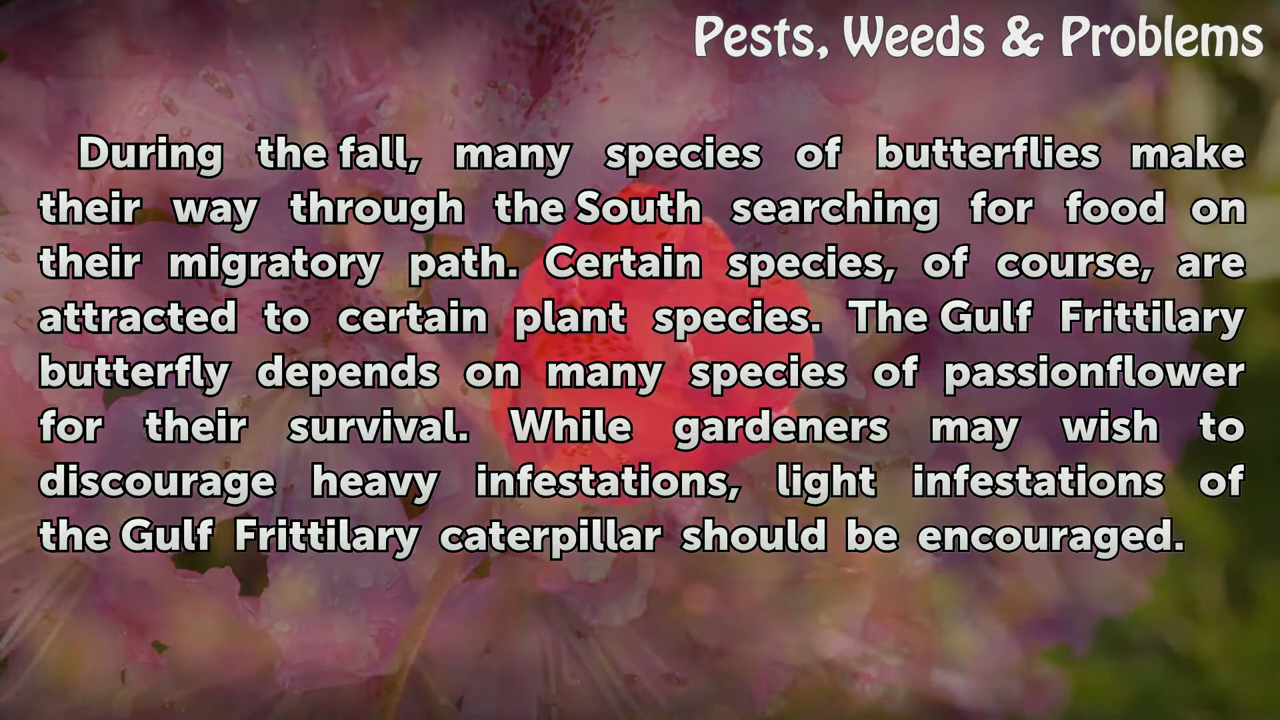 Pests, Weeds & Problems
During the fall, many species of butterflies make
their way through the South searching for food on
their migratory path. Certain species, of course, are
attracted to certain plant species. The Gulf Frittilary
butterfly depends on many species of passionflower
for their survival. While gardeners may wish to
discourage heavy infestations, light infestations of
the Gulf Frittilary caterpillar should be encouraged.